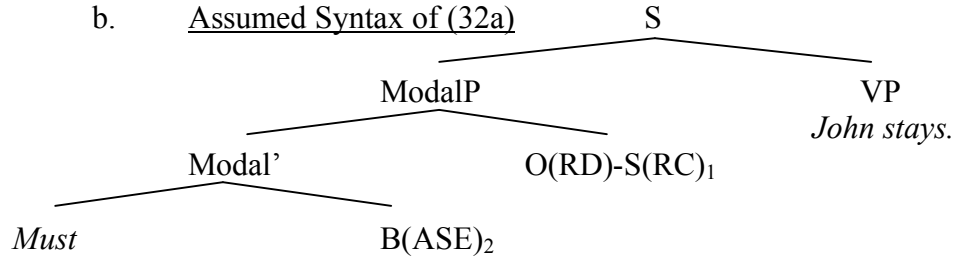 b. Assumed Syntax of (32a) S
ModalP VP
John stays.
Modal’ O(RD)-S(RC)₁
Must B(ASE)₂